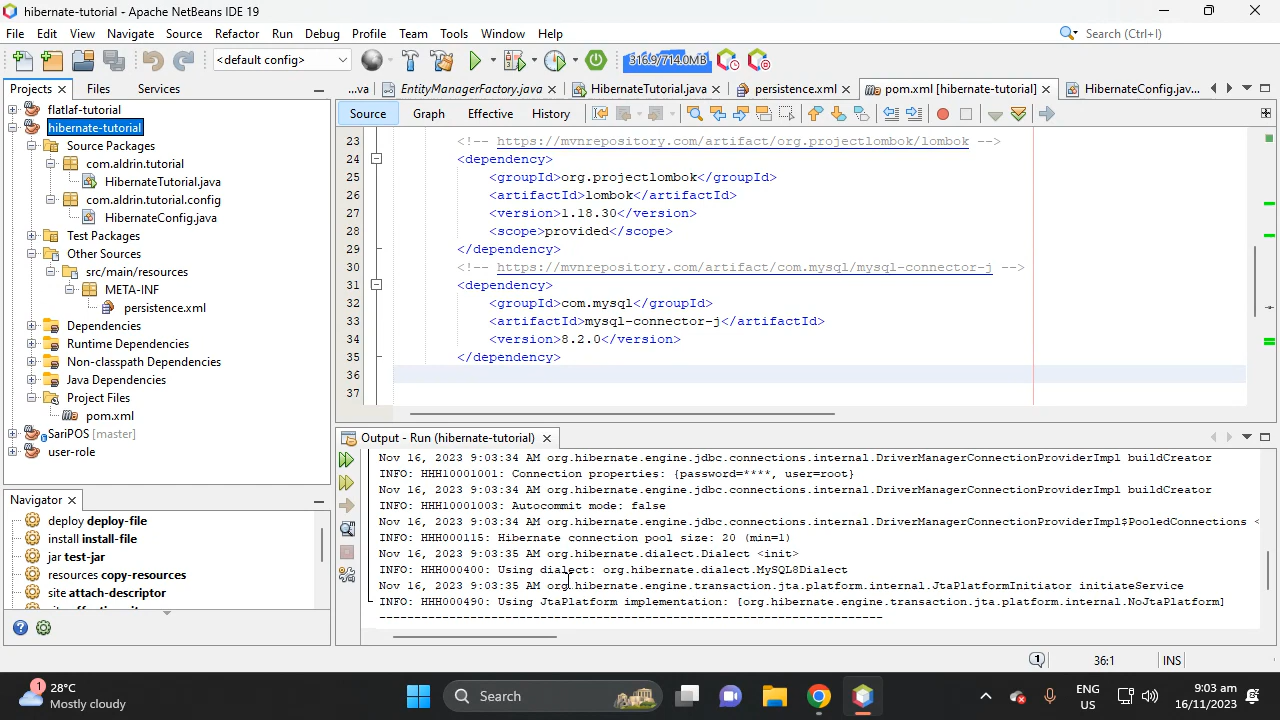 hibernate-tutorial - Apache NetBeans IDE 19
File Edit View Navigate Source Refactor Run Debug Profile Team Tools Window Help
Search (Ctrl+I)
<default config>
316.9/714.0MB
Projects Files Services
...va EntityManagerFactory.java HibernateTutorial.java persistence.xml pom.xml [hibernate-tutorial] HibernateConfig.jav...
flatlaf-tutorial
hibernate-tutorial
Source Packages
com.aldrin.tutorial
HibernateTutorial.java
com.aldrin.tutorial.config
HibernateConfig.java
Test Packages
Other Sources
src/main/resources
META-INF
persistence.xml
Dependencies
Runtime Dependencies
Non-classpath Dependencies
Java Dependencies
Project Files
pom.xml
SariPOS [master]
user-role
Source Graph Effective History
23 <!-- https://mvnrepository.com/artifact/org.projectlombok/lombok -->
24 <dependency>
25 <groupId>org.projectlombok</groupId>
26 <artifactId>lombok</artifactId>
27 <version>1.18.30</version>
28 <scope>provided</scope>
29 </dependency>
30 <!-- https://mvnrepository.com/artifact/com.mysql/mysql-connector-j -->
31 <dependency>
32 <groupId>com.mysql</groupId>
33 <artifactId>mysql-connector-j</artifactId>
34 <version>8.2.0</version>
35 </dependency>
36
37
Navigator
deploy deploy-file
install install-file
jar test-jar
resources copy-resources
site attach-descriptor
Output - Run (hibernate-tutorial)
Nov 16, 2023 9:03:34 AM org.hibernate.engine.jdbc.connections.internal.DriverManagerConnectionProviderImpl buildCreator
INFO: HHH10001001: Connection properties: {password=****, user=root}
Nov 16, 2023 9:03:34 AM org.hibernate.engine.jdbc.connections.internal.DriverManagerConnectionProviderImpl buildCreator
INFO: HHH10001003: Autocommit mode: false
Nov 16, 2023 9:03:34 AM org.hibernate.engine.jdbc.connections.internal.DriverManagerConnectionProviderImpl$PooledConnections <
INFO: HHH000115: Hibernate connection pool size: 20 (min=1)
Nov 16, 2023 9:03:35 AM org.hibernate.dialect.Dialect <init>
INFO: HHH000400: Using dialect: org.hibernate.dialect.MySQL8Dialect
Nov 16, 2023 9:03:35 AM org.hibernate.engine.transaction.jta.platform.internal.JtaPlatformInitiator initiateService
INFO: HHH000490: Using JtaPlatform implementation: [org.hibernate.engine.transaction.jta.platform.internal.NoJtaPlatform]
------------------------------------------------------------------------
1 36:1 INS
1 28°C
Mostly cloudy
Search
ENG
US
9:03 am
16/11/2023